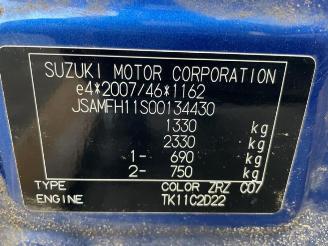 SUZUKI MOTOR CORPORATION
e4*2007/46*1162
JSAMFH11S00134430
1330 kg
2330 kg
1- 690 kg
2- 750 kg
TYPE COLOR ZRZ C07
ENGINE TK11C2D22